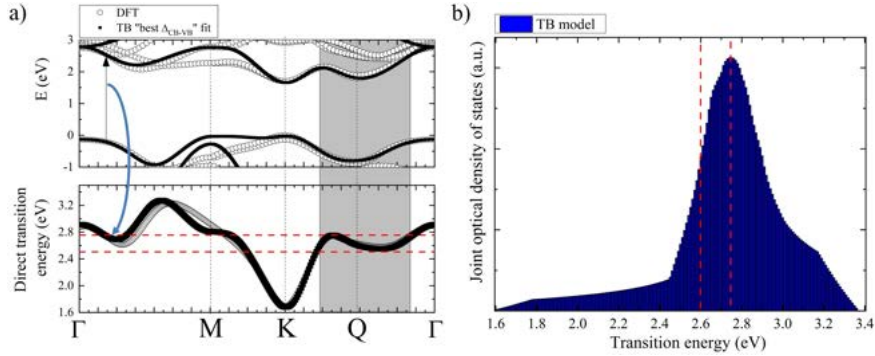 a)
DFT
TB "best ΔCB-VB" fit
E (eV)
3
2
1
0
-1
Direct transition
energy (eV)
3.2
2.8
2.4
2.0
1.6
Γ M K Q Γ
b)
TB model
Joint optical density of states (a.u.)
1.6 1.8 2.0 2.2 2.4 2.6 2.8 3.0 3.2 3.4
Transition energy (eV)